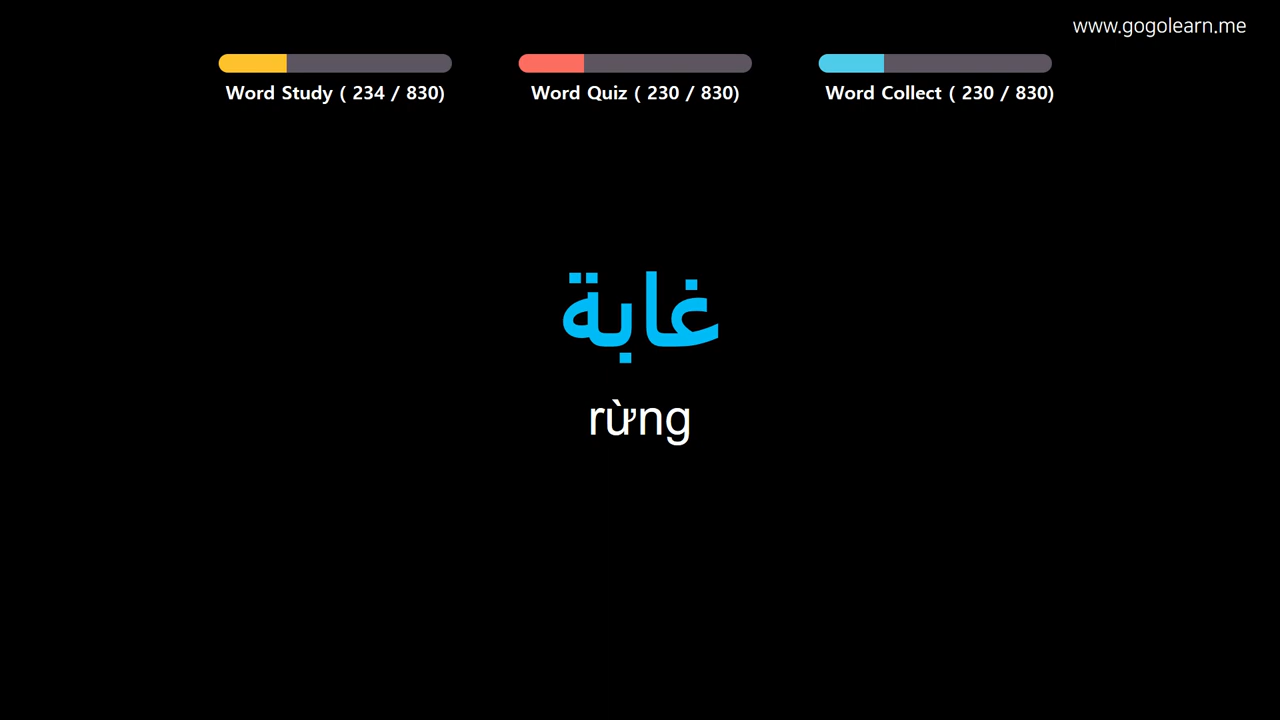 www.gogolearn.me
Word Study ( 234 / 830)
Word Quiz ( 230 / 830)
Word Collect ( 230 / 830)
غابة
rừng